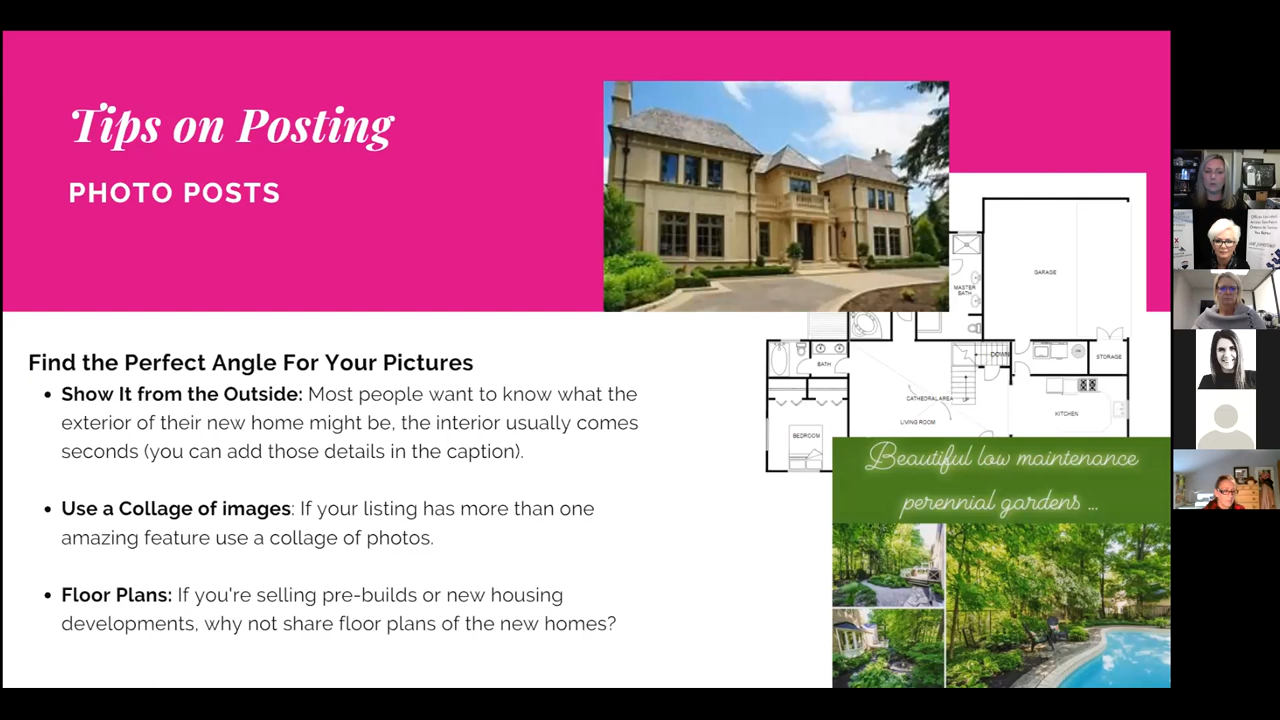 Tips on Posting
PHOTO POSTS
Find the Perfect Angle For Your Pictures
• Show It from the Outside: Most people want to know what the
exterior of their new home might be, the interior usually comes
seconds (you can add those details in the caption).
• Use a Collage of images: If your listing has more than one
amazing feature use a collage of photos.
• Floor Plans: If you're selling pre-builds or new housing
developments, why not share floor plans of the new homes?
GARAGE
MASTER
BATH
BATH
DOWN
STORAGE
CATHEDRAL AREA
UP
KITCHEN
LIVING ROOM
BEDROOM
Beautiful low maintenance
perennial gardens ...